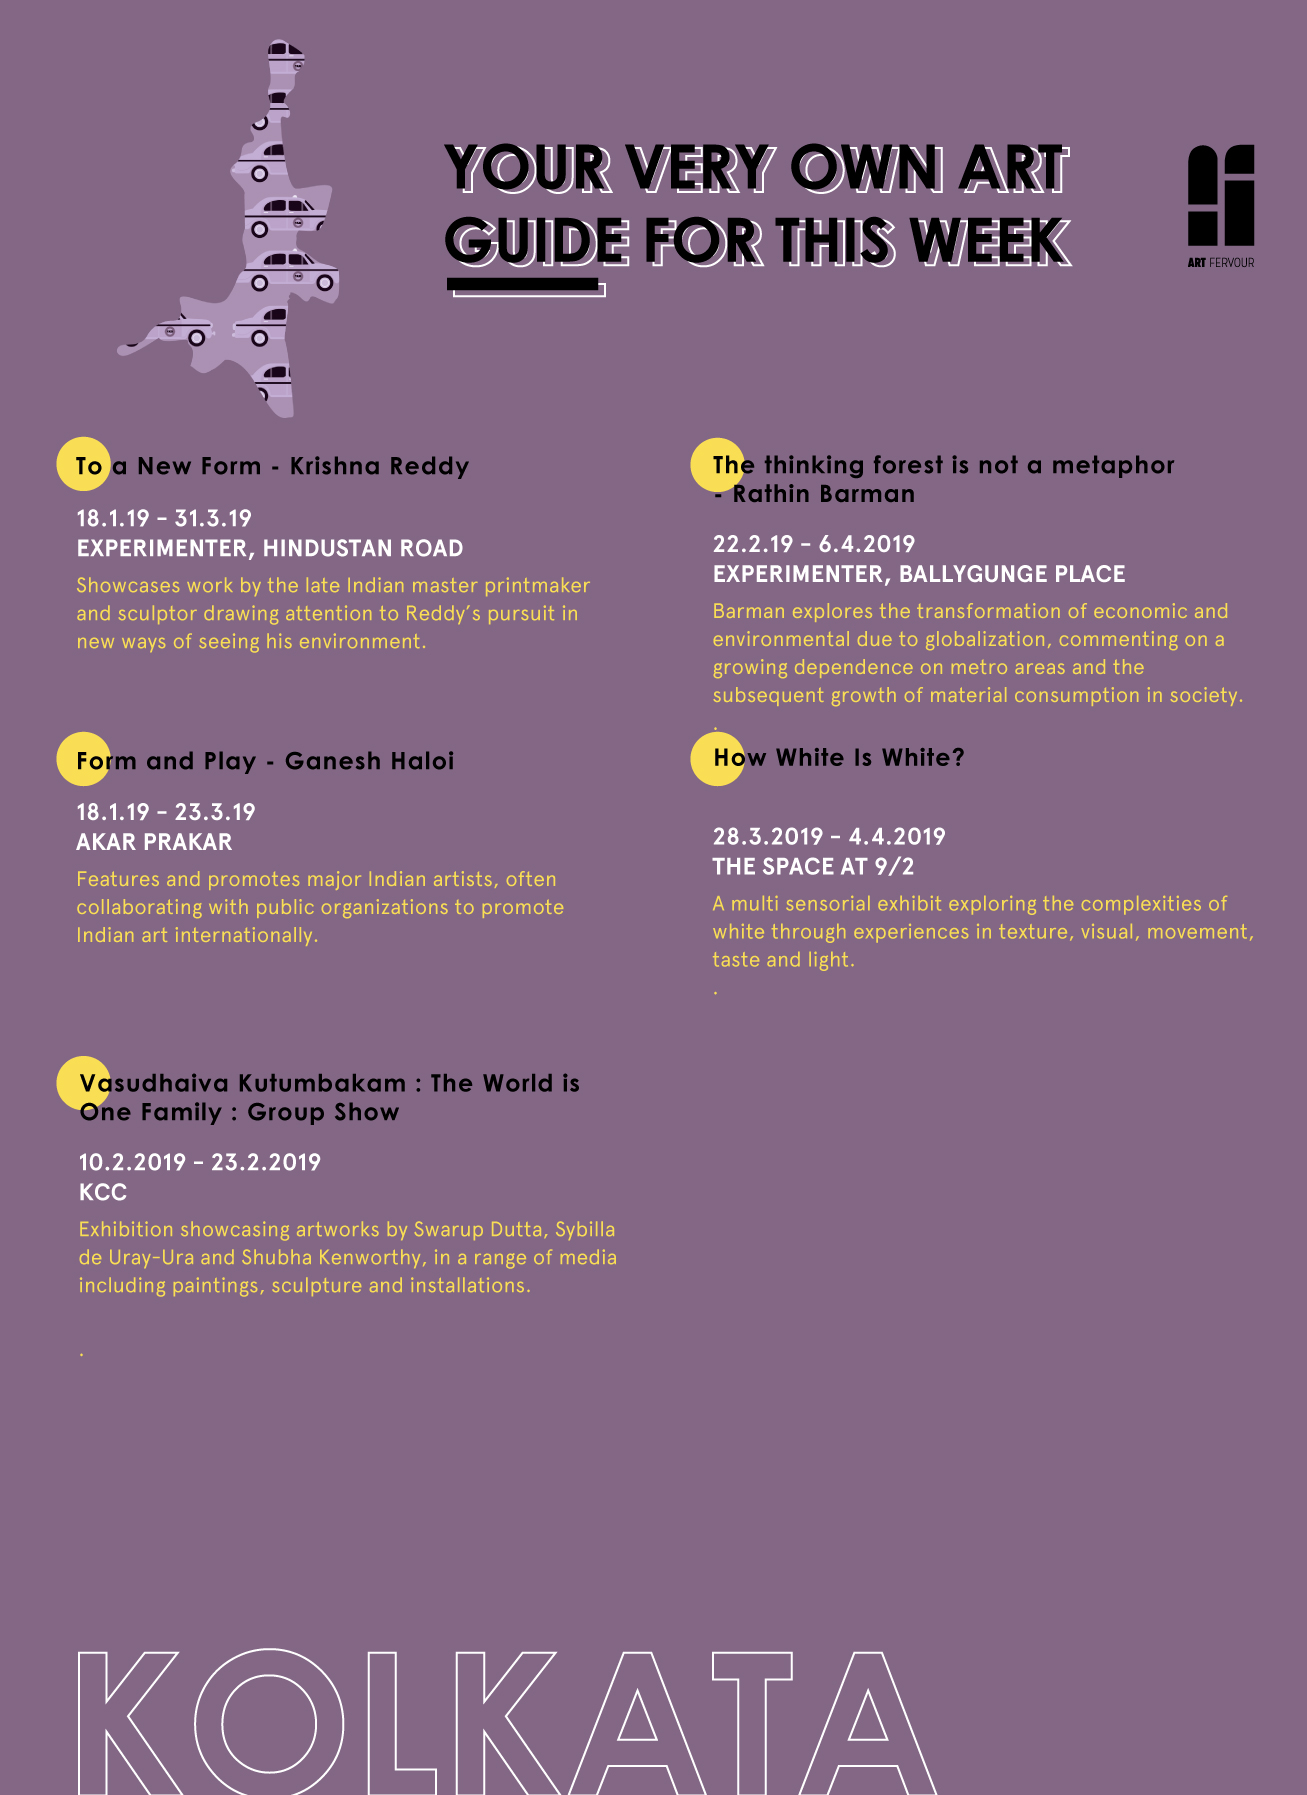 YOUR VERY OWN ART
GUIDE FOR THIS WEEK
ART FERVOUR
To a New Form - Krishna Reddy
18.1.19 - 31.3.19
EXPERIMENTER, HINDUSTAN ROAD
Showcases work by the late Indian master printmaker
and sculptor drawing attention to Reddy's pursuit in
new ways of seeing his environment.
The thinking forest is not a metaphor
- Rathin Barman
22.2.19 - 6.4.2019
EXPERIMENTER, BALLYGUNGE PLACE
Barman explores the transformation of economic and
environmental due to globalization, commenting on a
growing dependence on metro areas and the
subsequent growth of material consumption in society.
.
Form and Play - Ganesh Haloi
18.1.19 - 23.3.19
AKAR PRAKAR
Features and promotes major Indian artists, often
collaborating with public organizations to promote
Indian art internationally.
How White Is White?
28.3.2019 - 4.4.2019
THE SPACE AT 9/2
A multi sensorial exhibit exploring the complexities of
white through experiences in texture, visual, movement,
taste and light.
.
Vasudhaiva Kutumbakam : The World is
One Family : Group Show
10.2.2019 - 23.2.2019
KCC
Exhibition showcasing artworks by Swarup Dutta, Sybilla
de Uray-Ura and Shubha Kenworthy, in a range of media
including paintings, sculpture and installations.
.
KOLKATA